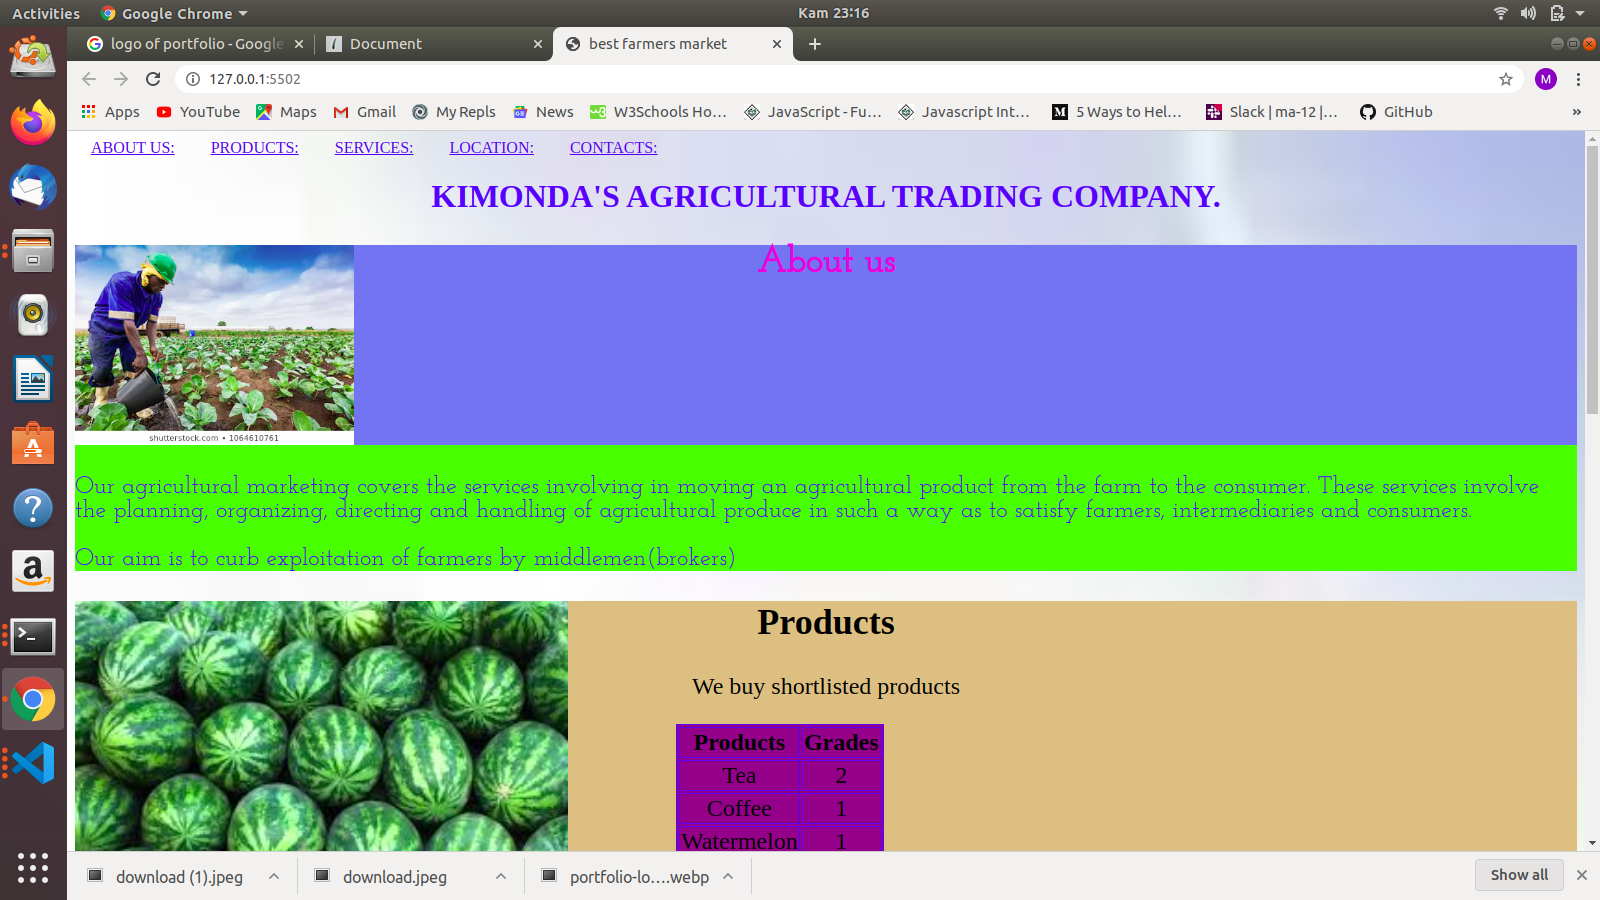 Activities
Google Chrome
Kam 23:16
logo of portfolio - Google
Document
best farmers market
127.0.0.1:5502
M
Apps
YouTube
Maps
Gmail
My Repls
News
W3Schools Ho...
JavaScript - Fu...
Javascript Int...
5 Ways to Hel...
Slack | ma-12 |...
GitHub
»
ABOUT US:
PRODUCTS:
SERVICES:
LOCATION:
CONTACTS:
KIMONDA'S AGRICULTURAL TRADING COMPANY.
About us
shutterstock.com • 1064610761
Our agricultural marketing covers the services involving in moving an agricultural product from the farm to the consumer. These services involve
the planning, organizing, directing and handling of agricultural produce in such a way as to satisfy farmers, intermediaries and consumers.
Our aim is to curb exploitation of farmers by middlemen(brokers)
Products
We buy shortlisted products
Products Grades
Tea 2
Coffee 1
Watermelon 1
download (1).jpeg
download.jpeg
portfolio-lo....webp
Show all